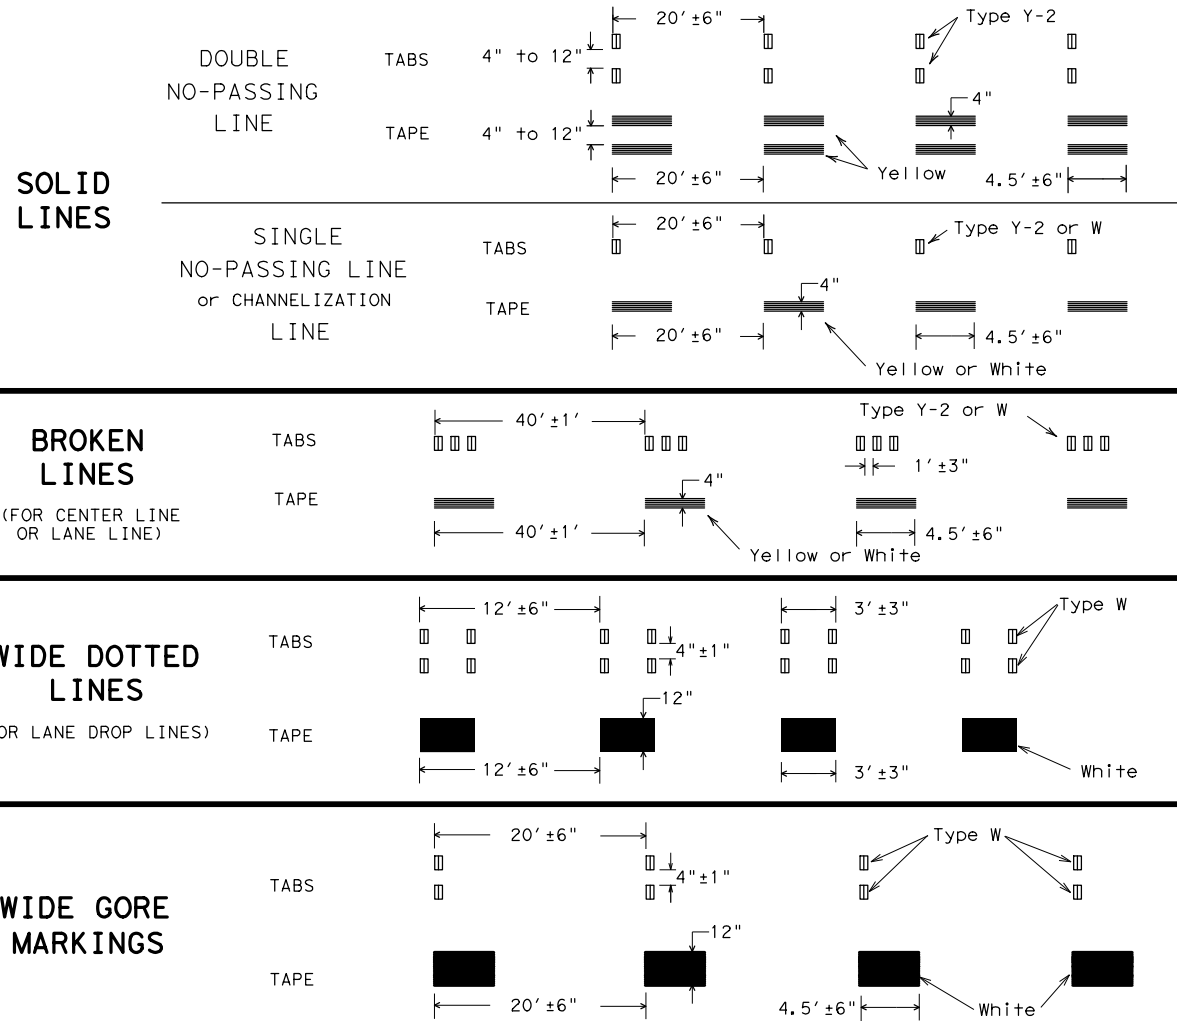 SOLID
LINES
DOUBLE
NO-PASSING
LINE
TABS
4" to 12"
20'±6"
Type Y-2
TAPE
4" to 12"
4"
Yellow
20'±6"
4.5'±6"
SINGLE
NO-PASSING LINE
or CHANNELIZATION
LINE
TABS
20'±6"
Type Y-2 or W
TAPE
4"
20'±6"
4.5'±6"
Yellow or White
BROKEN
LINES
(FOR CENTER LINE
OR LANE LINE)
TABS
40'±1'
Type Y-2 or W
1'±3"
TAPE
4"
40'±1'
4.5'±6"
Yellow or White
WIDE DOTTED
LINES
OR LANE DROP LINES)
TABS
12'±6"
3'±3"
Type W
4"±1"
TAPE
12"
12'±6"
3'±3"
White
WIDE GORE
MARKINGS
TABS
20'±6"
Type W
4"±1"
TAPE
12"
20'±6"
4.5'±6"
White